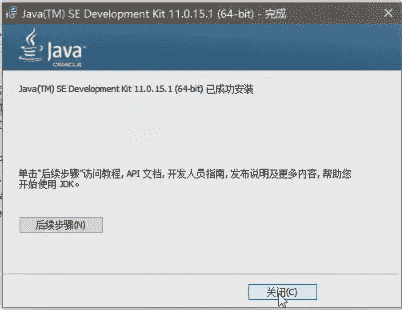 Java(TM) SE Development Kit 11.0.15.1 (64-bit) - 完成
Java
ORACLE
Java(TM) SE Development Kit 11.0.15.1 (64-bit) 已成功安装
单击"后续步骤"访问教程, API 文档, 开发人员指南, 发布说明及更多内容, 帮助您
开始使用 JDK。
后续步骤(N)
关闭(C)